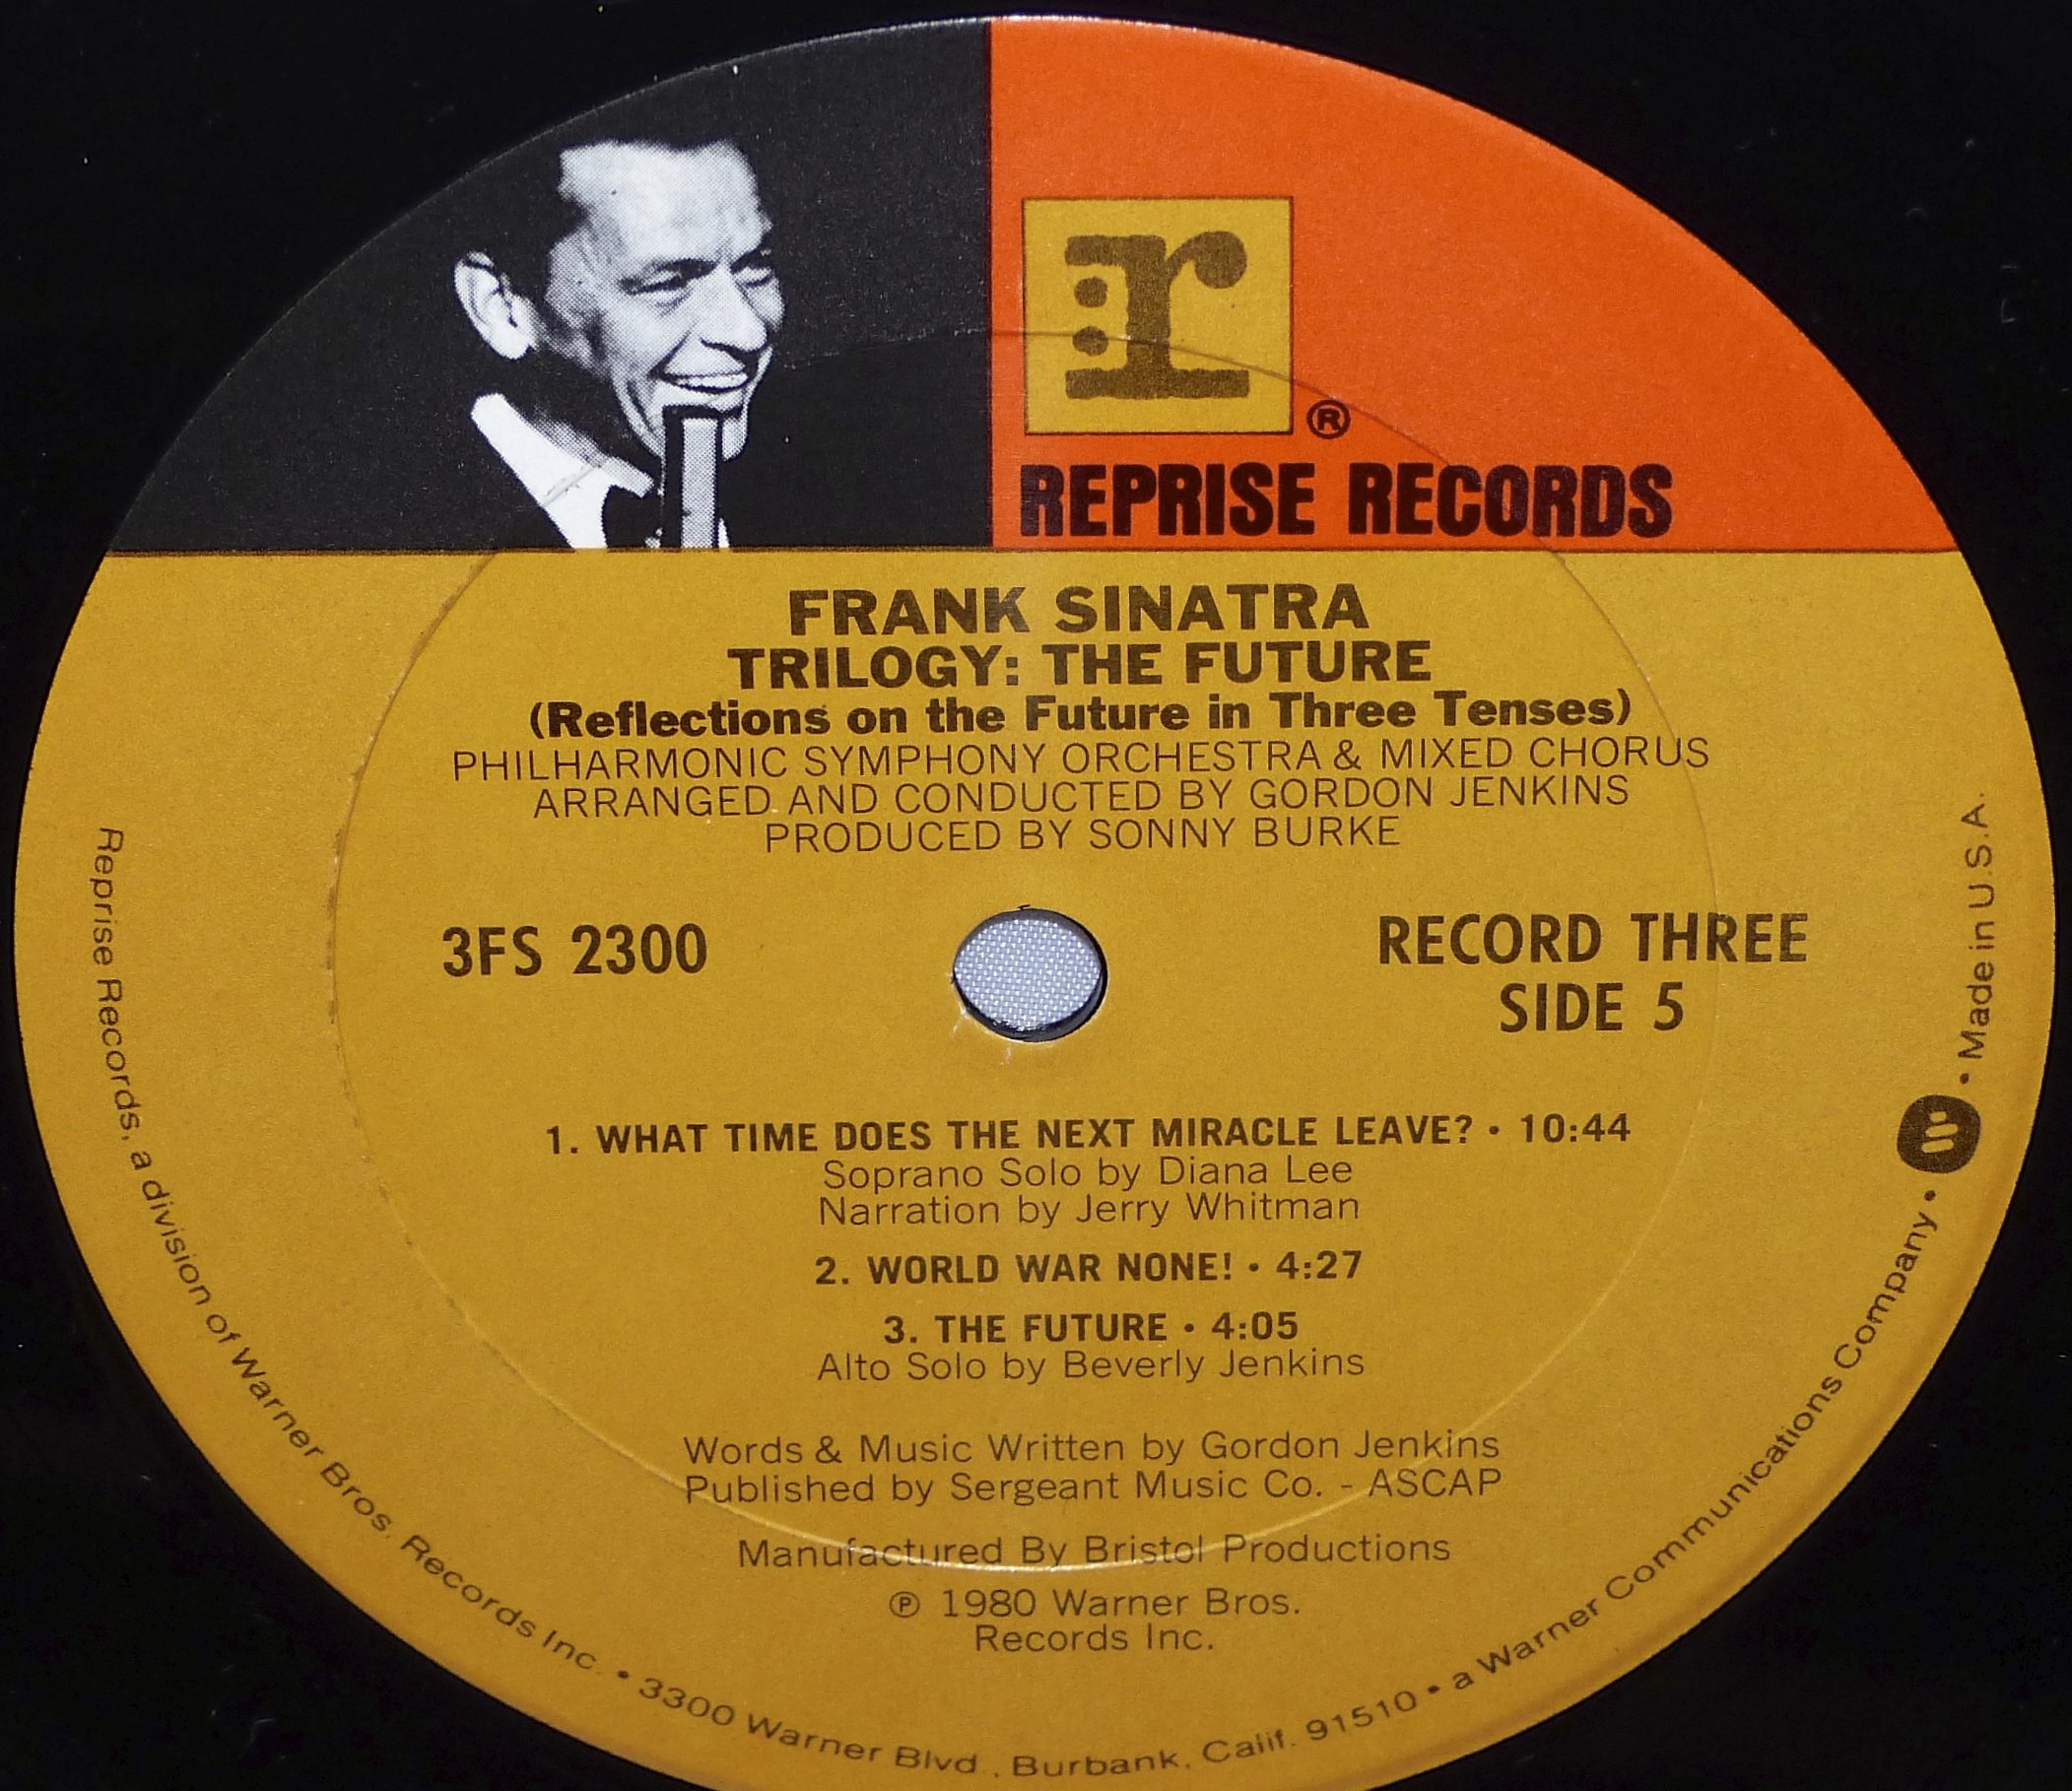 r
®
REPRISE RECORDS
FRANK SINATRA
TRILOGY: THE FUTURE
(Reflections on the Future in Three Tenses)
PHILHARMONIC SYMPHONY ORCHESTRA & MIXED CHORUS
ARRANGED AND CONDUCTED BY GORDON JENKINS
PRODUCED BY SONNY BURKE
3FS 2300
RECORD THREE
SIDE 5
1. WHAT TIME DOES THE NEXT MIRACLE LEAVE? • 10:44
Soprano Solo by Diana Lee
Narration by Jerry Whitman
2. WORLD WAR NONE! • 4:27
3. THE FUTURE • 4:05
Alto Solo by Beverly Jenkins
Words & Music Written by Gordon Jenkins
Published by Sergeant Music Co. - ASCAP
Manufactured By Bristol Productions
℗ 1980 Warner Bros.
Records Inc.
Reprise Records, a division of Warner Bros. Records Inc. • 3300 Warner Blvd., Burbank, Calif. 91510 • a Warner Communications Company • W • Made in U.S.A.